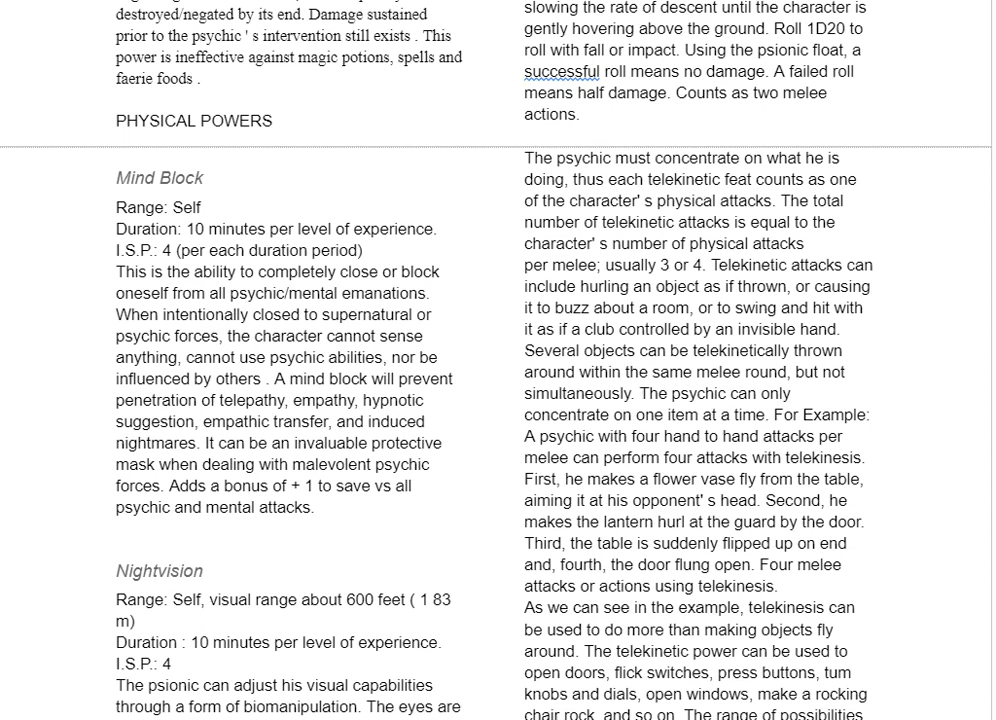 destroyed/negated by its end. Damage sustained
prior to the psychic ' s intervention still exists . This
power is ineffective against magic potions, spells and
faerie foods .
PHYSICAL POWERS
Mind Block
Range: Self
Duration: 10 minutes per level of experience.
I.S.P.: 4 (per each duration period)
This is the ability to completely close or block
oneself from all psychic/mental emanations.
When intentionally closed to supernatural or
psychic forces, the character cannot sense
anything, cannot use psychic abilities, nor be
influenced by others . A mind block will prevent
penetration of telepathy, empathy, hypnotic
suggestion, empathic transfer, and induced
nightmares. It can be an invaluable protective
mask when dealing with malevolent psychic
forces. Adds a bonus of + 1 to save vs all
psychic and mental attacks.
Nightvision
Range: Self, visual range about 600 feet ( 1 83
m)
Duration : 10 minutes per level of experience.
I.S.P.: 4
The psionic can adjust his visual capabilities
through a form of biomanipulation. The eyes are
slowing the rate of descent until the character is
gently hovering above the ground. Roll 1D20 to
roll with fall or impact. Using the psionic float, a
successful roll means no damage. A failed roll
means half damage. Counts as two melee
actions.
The psychic must concentrate on what he is
doing, thus each telekinetic feat counts as one
of the character' s physical attacks. The total
number of telekinetic attacks is equal to the
character' s number of physical attacks
per melee; usually 3 or 4. Telekinetic attacks can
include hurling an object as if thrown, or causing
it to buzz about a room, or to swing and hit with
it as if a club controlled by an invisible hand.
Several objects can be telekinetically thrown
around within the same melee round, but not
simultaneously. The psychic can only
concentrate on one item at a time. For Example:
A psychic with four hand to hand attacks per
melee can perform four attacks with telekinesis.
First, he makes a flower vase fly from the table,
aiming it at his opponent' s head. Second, he
makes the lantern hurl at the guard by the door.
Third, the table is suddenly flipped up on end
and, fourth, the door flung open. Four melee
attacks or actions using telekinesis.
As we can see in the example, telekinesis can
be used to do more than making objects fly
around. The telekinetic power can be used to
open doors, flick switches, press buttons, tum
knobs and dials, open windows, make a rocking
chair rock, and so on. The range of possibilities